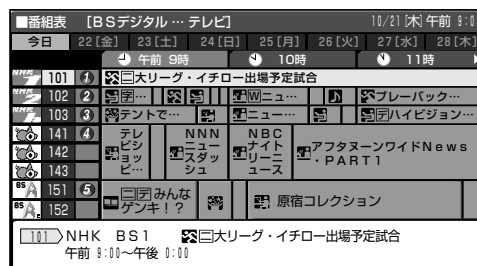 ■番組表 [BSデジタル … テレビ] 10/21[木]午前 9:0
今日 22[金] 23[土] 24[日] 25[月] 26[火] 27[水] 28[木]
午前 9時 10時 11時
101 1 二大リーグ・イチロー出場予定試合
102 2 字… Wニュ… ブレーバック…
103 3 テントで… ニュー… デハイビジョン…
141 4 テレビショッピ… NNNニュースダッシュ NBCナイトリーニュース アフタヌーンワイドNews・PART1
142
143
151 5 二デみんなゲンキ!? 原宿コレクション
152
101 NHK BS1 二大リーグ・イチロー出場予定試合
午前 9:00〜午後 0:00